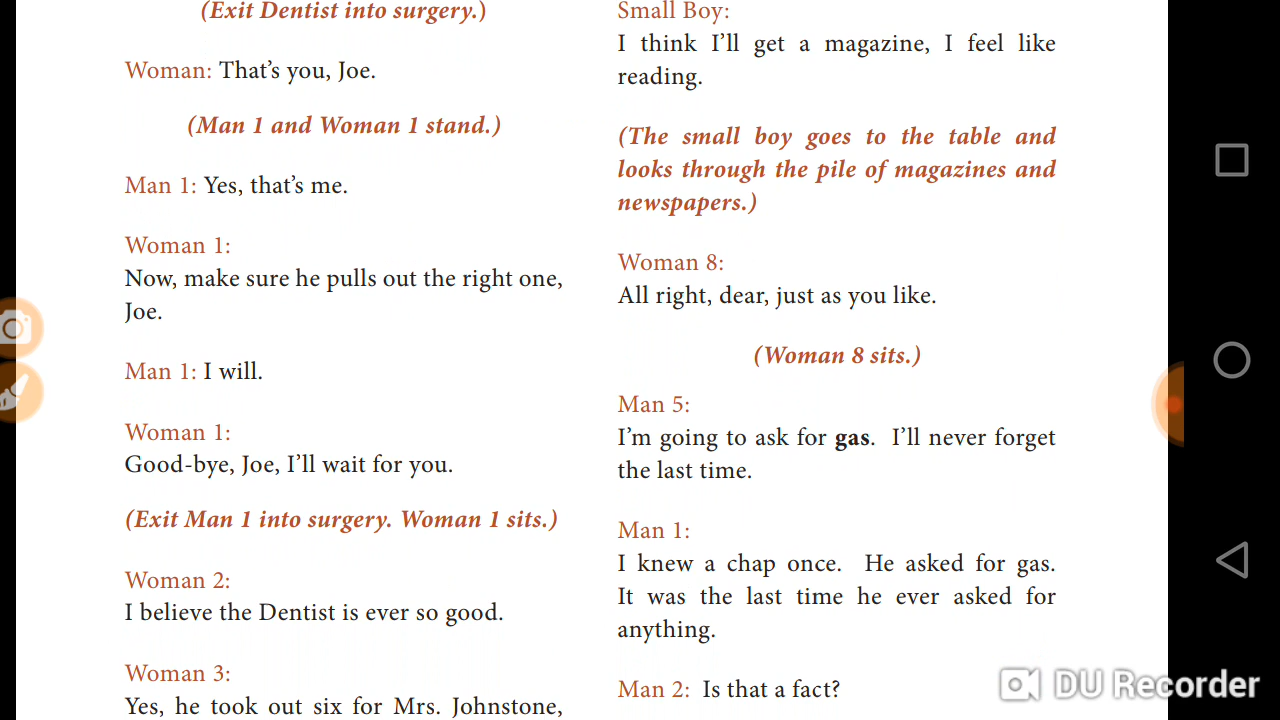 (Exit Dentist into surgery.)
Woman: That's you, Joe.
(Man 1 and Woman 1 stand.)
Man 1: Yes, that's me.
Woman 1:
Now, make sure he pulls out the right one,
Joe.
Man 1: I will.
Woman 1:
Good-bye, Joe, I'll wait for you.
(Exit Man 1 into surgery. Woman 1 sits.)
Woman 2:
I believe the Dentist is ever so good.
Woman 3:
Yes, he took out six for Mrs. Johnstone,
Small Boy:
I think I'll get a magazine, I feel like
reading.
(The small boy goes to the table and
looks through the pile of magazines and
newspapers.)
Woman 8:
All right, dear, just as you like.
(Woman 8 sits.)
Man 5:
I'm going to ask for gas. I'll never forget
the last time.
Man 1:
I knew a chap once. He asked for gas.
It was the last time he ever asked for
anything.
Man 2: Is that a fact?
DU Recorder